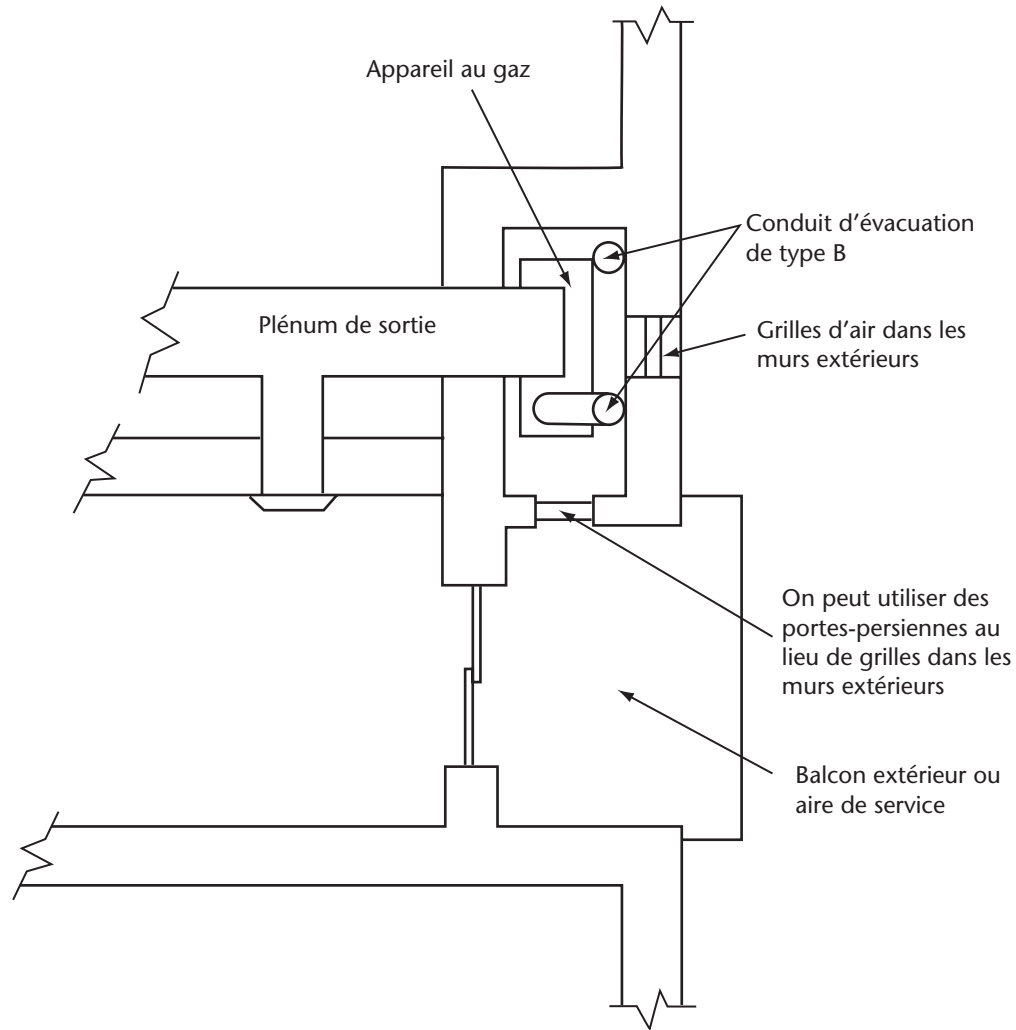 Appareil au gaz
Conduit d’évacuation
de type B
Plénum de sortie
Grilles d’air dans les
murs extérieurs
On peut utiliser des
portes-persiennes au
lieu de grilles dans les
murs extérieurs
Balcon extérieur ou
aire de service